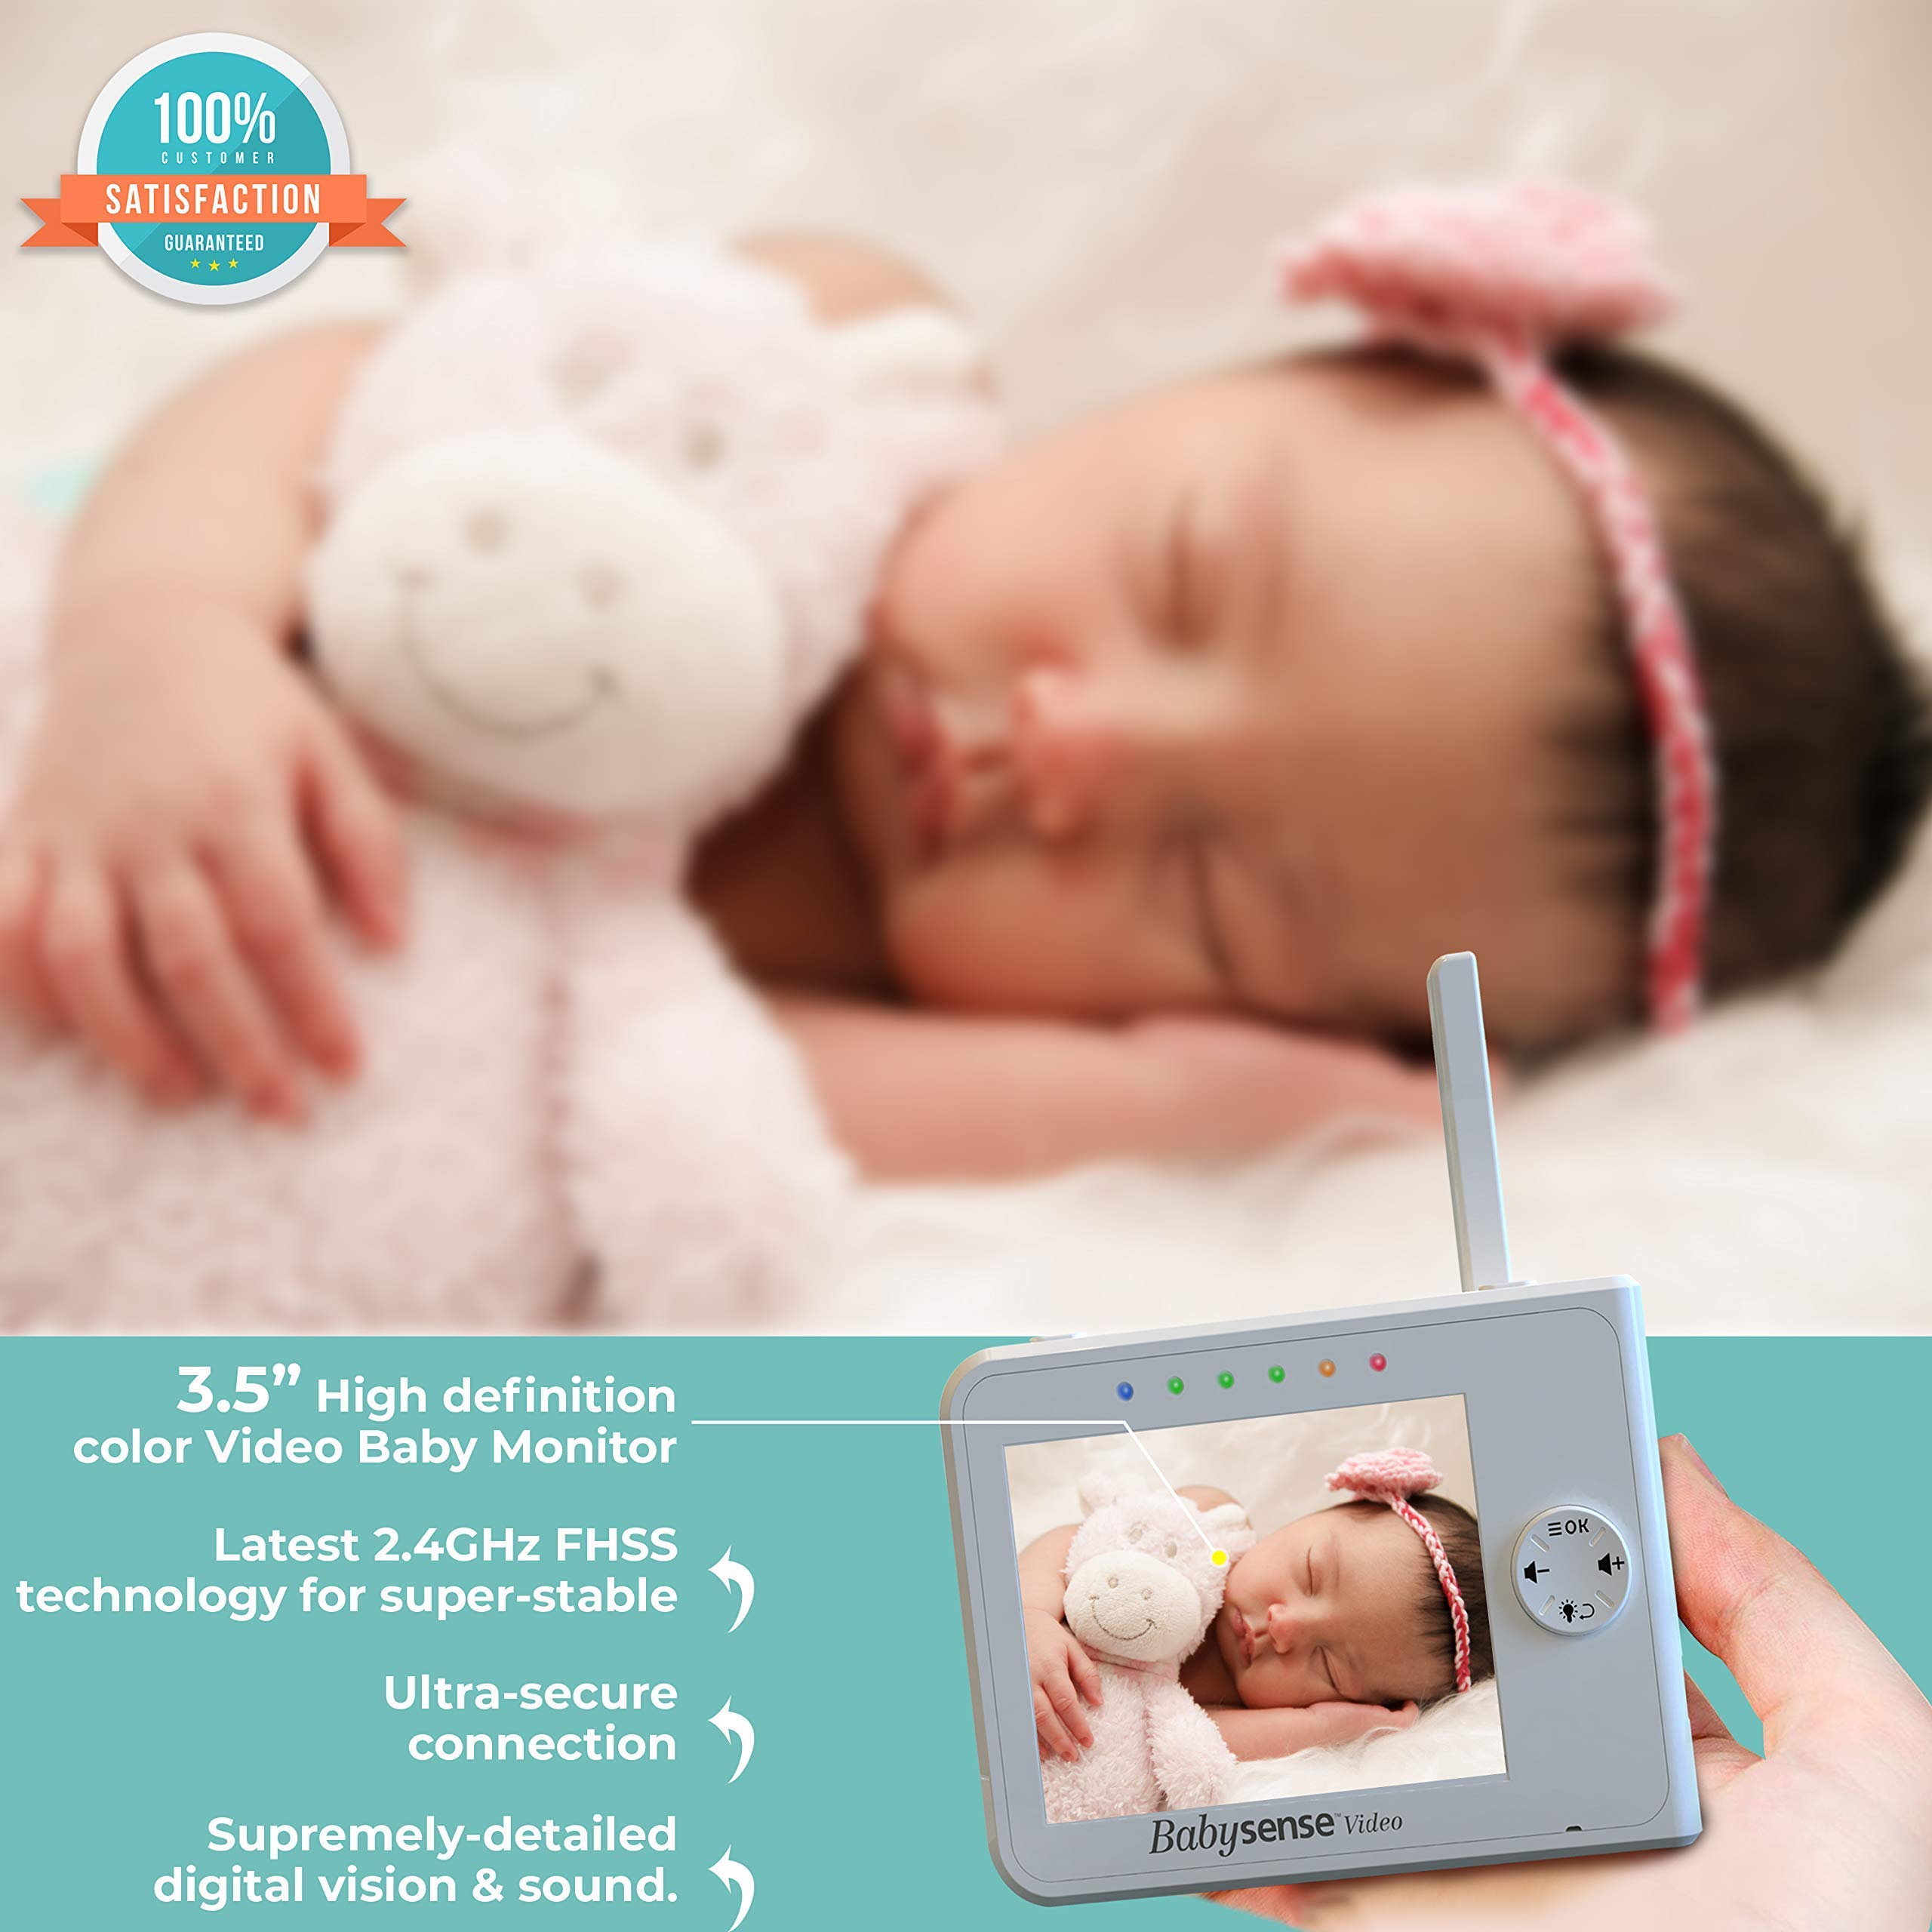 100%
CUSTOMER
SATISFACTION
GUARANTEED
3.5” High definition
color Video Baby Monitor
Latest 2.4GHz FHSS
technology for super-stable
Ultra-secure
connection
Supremely-detailed
digital vision & sound.
OK
Babysense™ Video